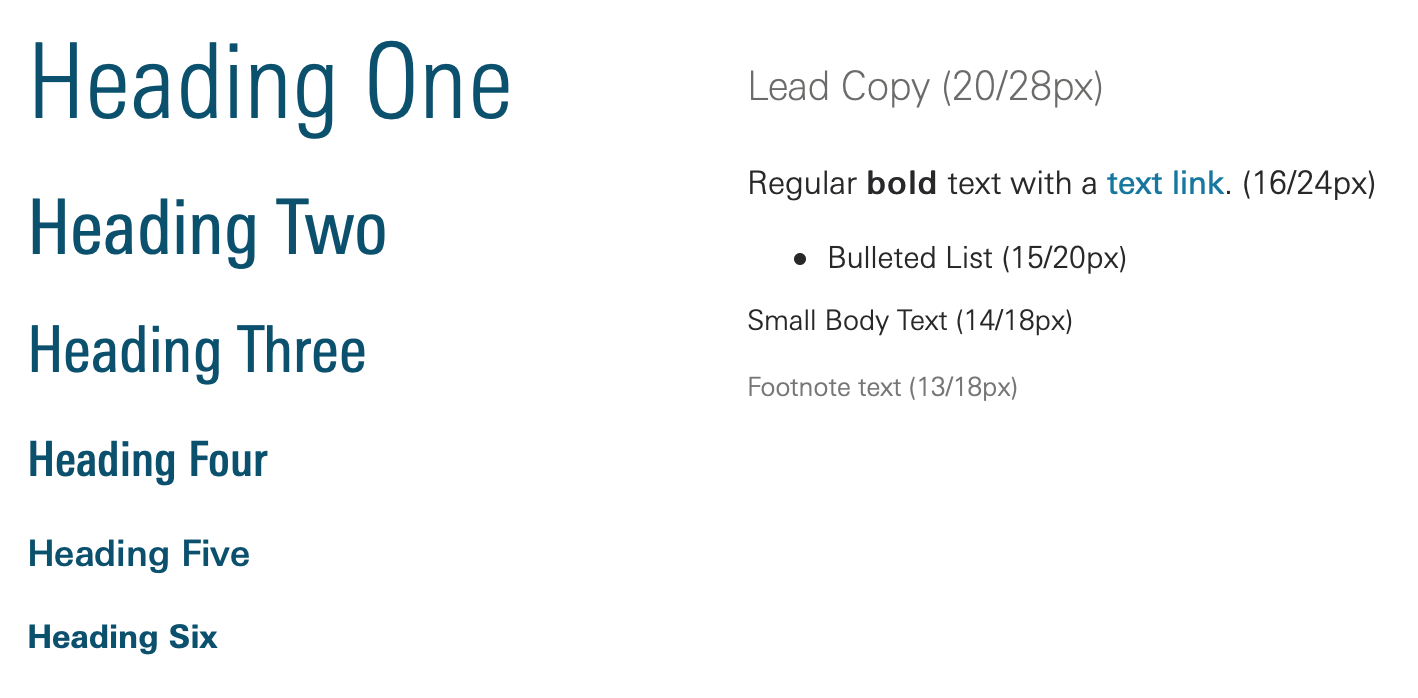 Heading One
Heading Two
Heading Three
Heading Four
Heading Five
Heading Six
Lead Copy (20/28px)
Regular bold text with a text link. (16/24px)
• Bulleted List (15/20px)
Small Body Text (14/18px)
Footnote text (13/18px)